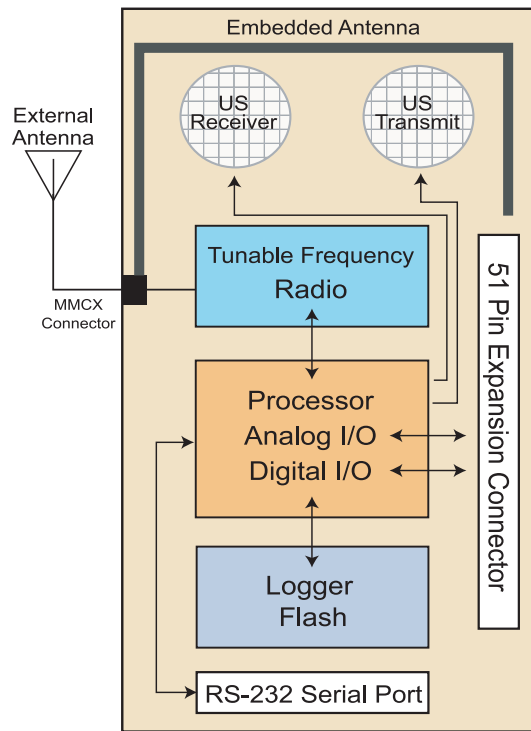 Embedded Antenna
US
Receiver
US
Transmit
External
Antenna
Tunable Frequency
Radio
MMCX
Connector
51 Pin Expansion Connector
Processor
Analog I/O
Digital I/O
Logger
Flash
RS-232 Serial Port